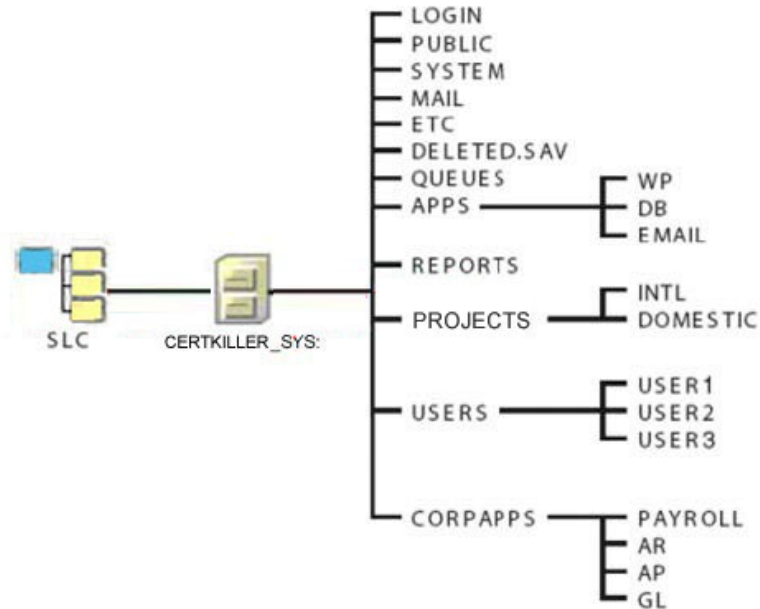 LOGIN
PUBLIC
SYSTEM
MAIL
ETC
DELETED.SAV
QUEUES
APPS
WP
DB
EMAIL
REPORTS
PROJECTS
INTL
DOMESTIC
SLC
CERTKILLER_SYS:
USERS
USER1
USER2
USER3
CORPAPPS
PAYROLL
AR
AP
GL